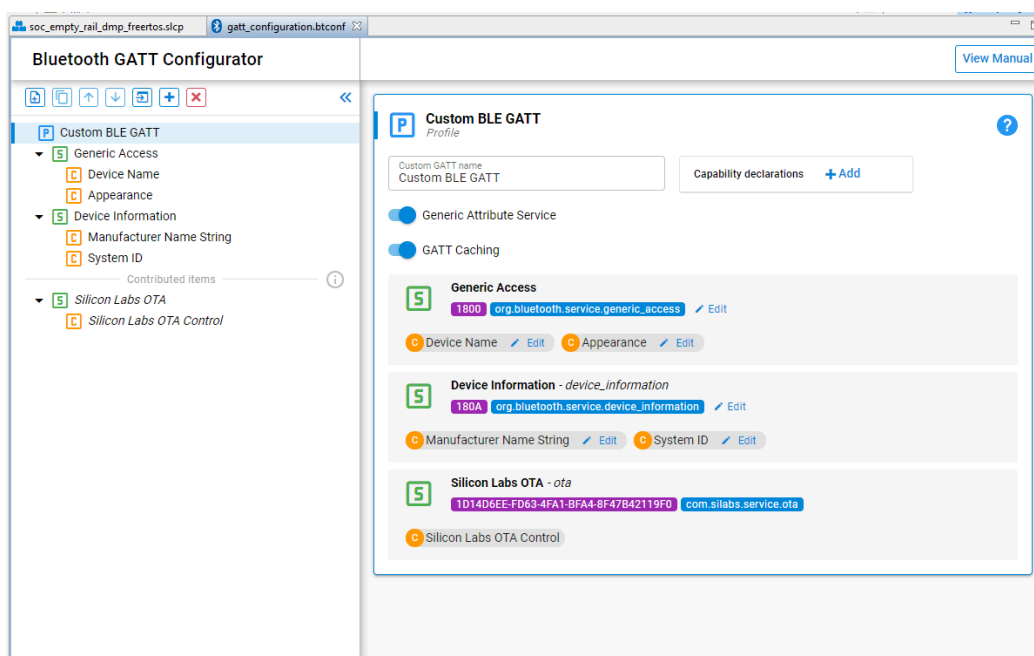 soc_empty_rail_dmp_freertos.slcp
gatt_configuration.btconf
Bluetooth GATT Configurator
View Manual
P Custom BLE GATT
S Generic Access
C Device Name
C Appearance
S Device Information
C Manufacturer Name String
C System ID
Contributed items
S Silicon Labs OTA
C Silicon Labs OTA Control
P Custom BLE GATT
Profile
?
Custom GATT name
Custom BLE GATT
Capability declarations + Add
Generic Attribute Service
GATT Caching
S Generic Access
1800 org.bluetooth.service.generic_access Edit
C Device Name Edit C Appearance Edit
S Device Information - device_information
180A org.bluetooth.service.device_information Edit
C Manufacturer Name String Edit C System ID Edit
S Silicon Labs OTA - ota
1D14D6EE-FD63-4FA1-BFA4-8F47B42119F0 com.silabs.service.ota
C Silicon Labs OTA Control